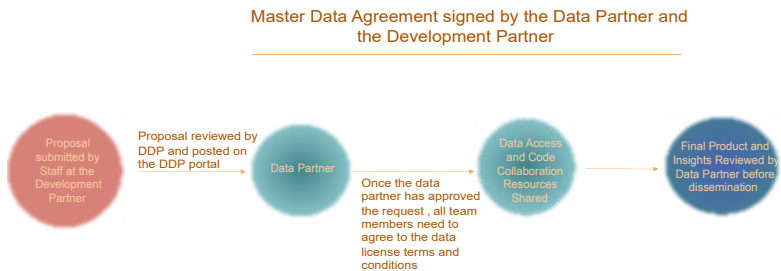 Master Data Agreement signed by the Data Partner and
the Development Partner
Proposal
submitted by
Staff at the
Development
Partner
Proposal reviewed by
DDP and posted on
the DDP portal
Data Partner
Once the data
partner has approved
the request , all team
members need to
agree to the data
license terms and
conditions
Data Access
and Code
Collaboration
Resources
Shared
Final Product and
Insights Reviewed by
Data Partner before
dissemination